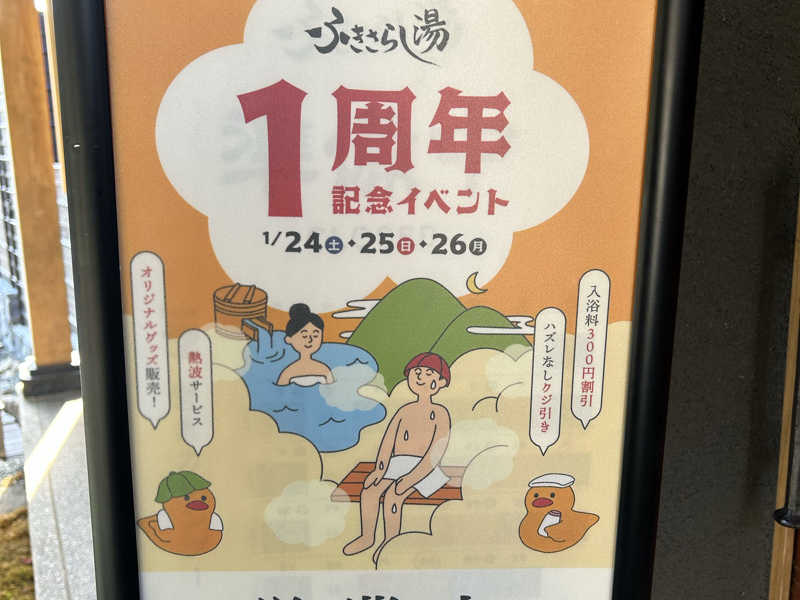 ふきさらし湯
1周年
記念イベント
1/24土・25日・26月
オリジナルグッズ販売!
熱波サービス
ハズレなしクジ引き
入浴料300円割引